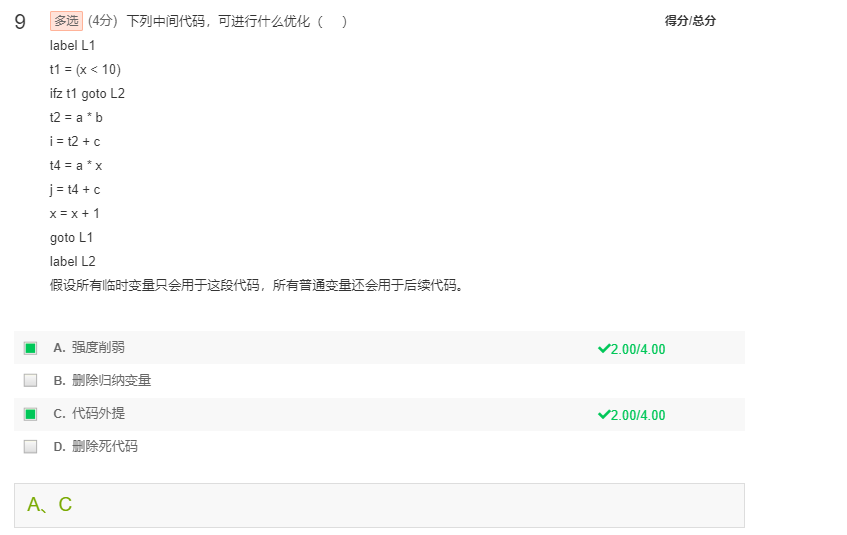 9 多选 (4分) 下列中间代码，可进行什么优化（ ） 得分/总分
label L1
t1 = (x < 10)
ifz t1 goto L2
t2 = a * b
i = t2 + c
t4 = a * x
j = t4 + c
x = x + 1
goto L1
label L2
假设所有临时变量只会用于这段代码，所有普通变量还会用于后续代码。
A. 强度削弱 2.00/4.00
B. 删除归纳变量
C. 代码外提 2.00/4.00
D. 删除死代码
A、C